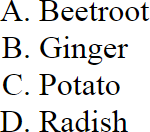 A. Beetroot
B. Ginger
C. Potato
D. Radish